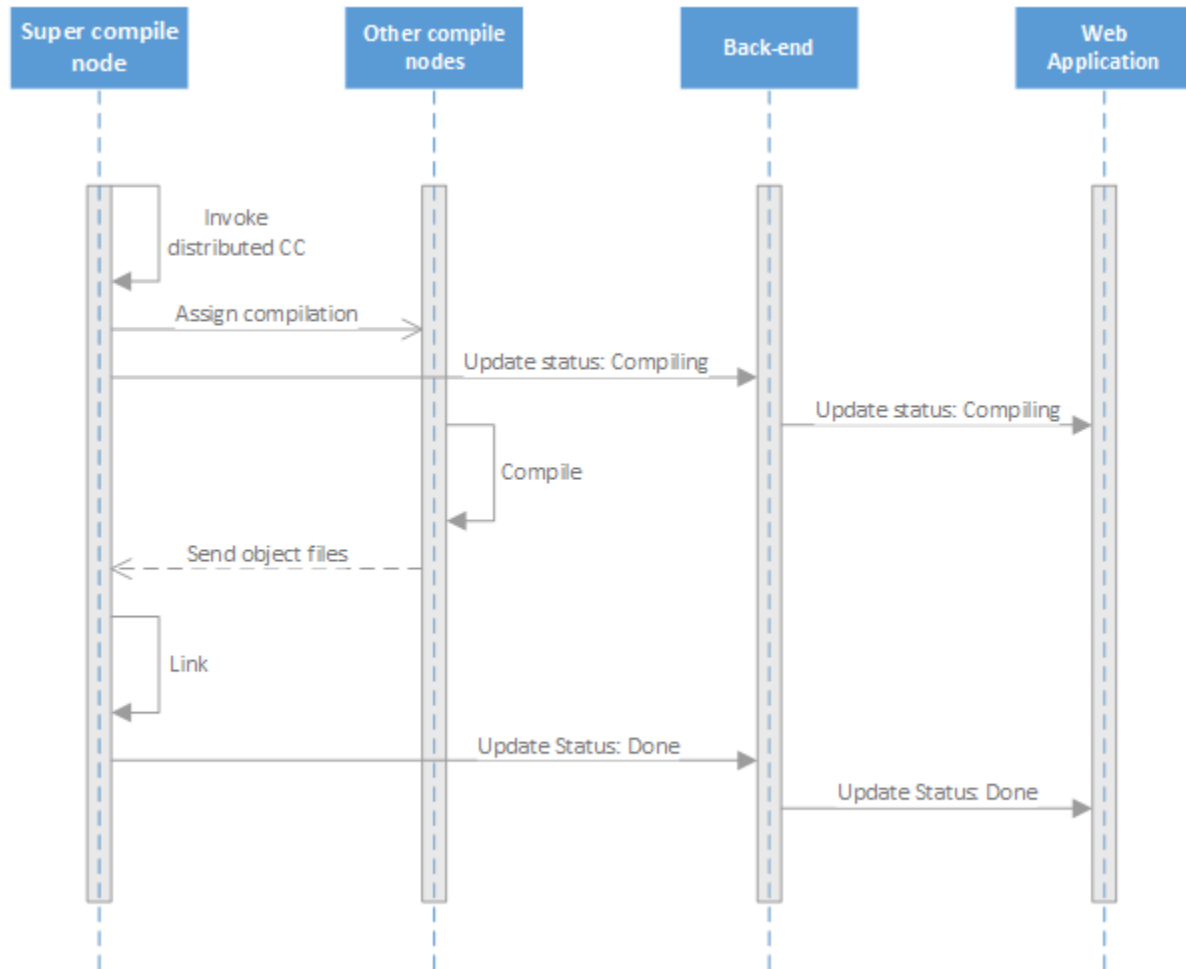 Super compile
node
Other compile
nodes
Back-end
Web
Application
Invoke
distributed CC
Assign compilation
Update status: Compiling
Update status: Compiling
Compile
Send object files
Link
Update Status: Done
Update Status: Done